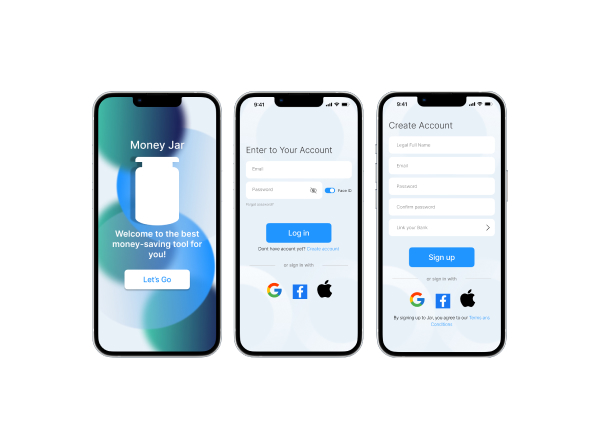 Money Jar
Welcome to the best
money-saving tool for
you!
Let's Go
9:41
Enter to Your Account
Email
Password
Face ID
Forgot password?
Log in
Dont have account yet? Create account
or sign in with
9:41
Create Account
Legal Full Name
Email
Password
Confirm password
Link your Bank
Sign up
or sign in with
By signing up to Jar, you agree to our Terms and
Conditions